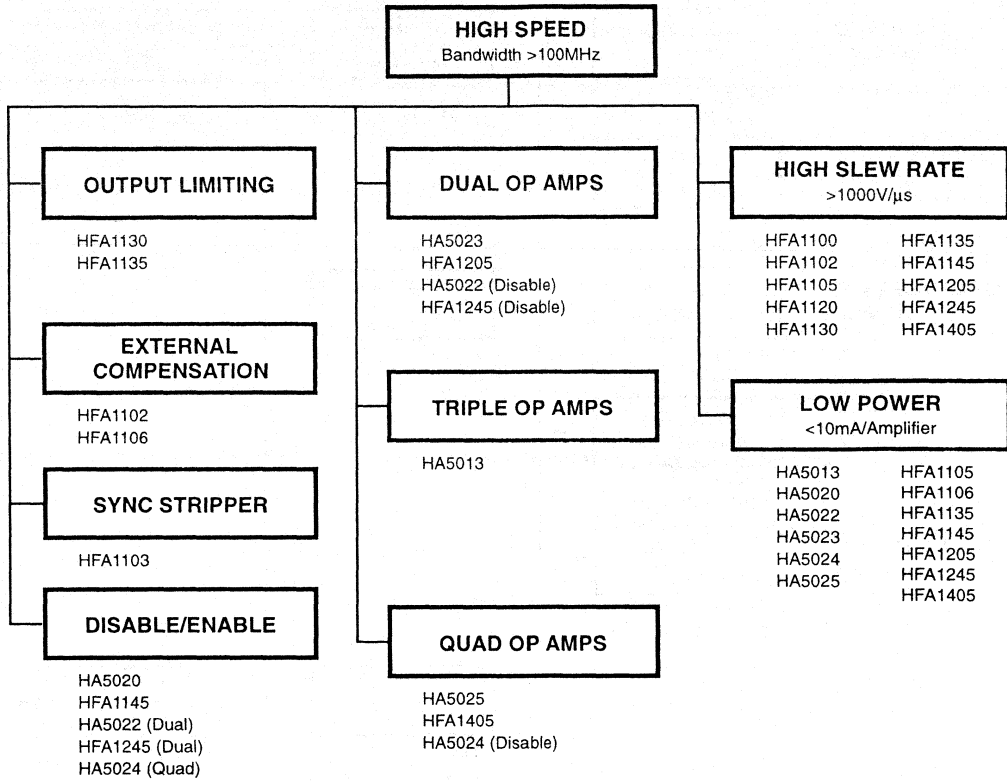 HIGH SPEED
Bandwidth >100MHz
OUTPUT LIMITING
HFA1130
HFA1135
EXTERNAL
COMPENSATION
HFA1102
HFA1106
SYNC STRIPPER
HFA1103
DISABLE/ENABLE
HA5020
HFA1145
HA5022 (Dual)
HFA1245 (Dual)
HA5024 (Quad)
DUAL OP AMPS
HA5023
HFA1205
HA5022 (Disable)
HFA1245 (Disable)
TRIPLE OP AMPS
HA5013
QUAD OP AMPS
HA5025
HFA1405
HA5024 (Disable)
HIGH SLEW RATE
>1000V/µs
HFA1100
HFA1102
HFA1105
HFA1120
HFA1130
HFA1135
HFA1145
HFA1205
HFA1245
HFA1405
LOW POWER
<10mA/Amplifier
HA5013
HA5020
HA5022
HA5023
HA5024
HA5025
HFA1105
HFA1106
HFA1135
HFA1145
HFA1205
HFA1245
HFA1405